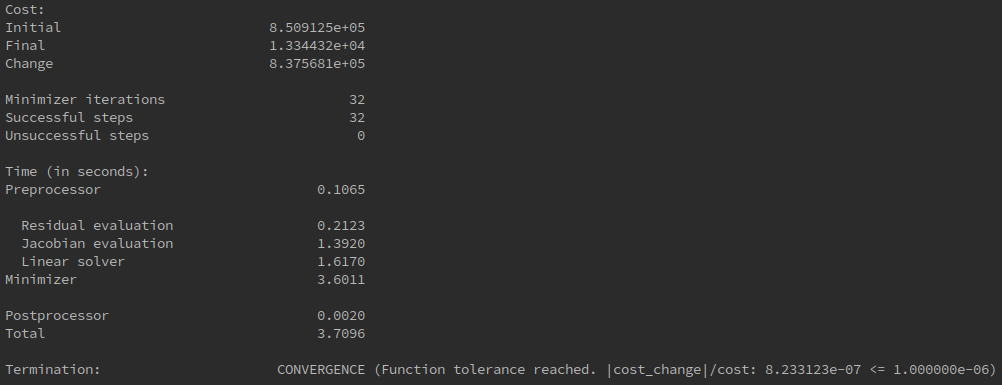 Cost:
Initial 8.509125e+05
Final 1.334432e+04
Change 8.375681e+05
Minimizer iterations 32
Successful steps 32
Unsuccessful steps 0
Time (in seconds):
Preprocessor 0.1065
Residual evaluation 0.2123
Jacobian evaluation 1.3920
Linear solver 1.6170
Minimizer 3.6011
Postprocessor 0.0020
Total 3.7096
Termination: CONVERGENCE (Function tolerance reached. |cost_change|/cost: 8.233123e-07 <= 1.000000e-06)